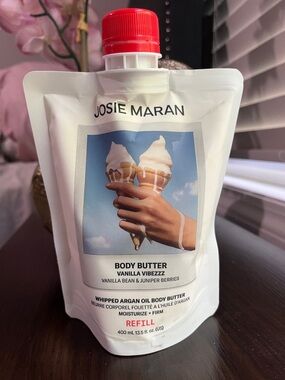 JOSIE MARAN
BODY BUTTER
VANILLA VIBEZZZ
VANILLA BEAN & JUNIPER BERRIES
WHIPPED ARGAN OIL BODY BUTTER
BEURRE CORPOREL FOUETTÉ À L'HUILE D'ARGAN
MOISTURIZE + FIRM
REFILL
400 mL (13.5 fl. oz. (US))